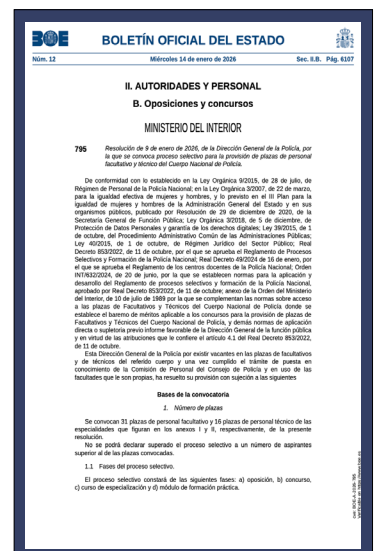 BOE
BOLETÍN OFICIAL DEL ESTADO
Núm. 12
Miércoles 14 de enero de 2026
Sec. II.B. Pág. 6107
II. AUTORIDADES Y PERSONAL
B. Oposiciones y concursos
MINISTERIO DEL INTERIOR
795
Resolución de 9 de enero de 2026, de la Dirección General de la Policía, por
la que se convoca proceso selectivo para la provisión de plazas de personal
facultativo y técnico del Cuerpo Nacional de Policía.
De conformidad con lo establecido en la Ley Orgánica 9/2015, de 28 de julio, de
Régimen de Personal de la Policía Nacional; en la Ley Orgánica 3/2007, de 22 de marzo,
para la igualdad efectiva de mujeres y hombres, y lo previsto en el III Plan para la
igualdad de mujeres y hombres de la Administración General del Estado y en sus
organismos públicos, publicado por Resolución de 29 de diciembre de 2020, de la
Secretaría General de Función Pública; Ley Orgánica 3/2018, de 5 de diciembre, de
Protección de Datos Personales y garantía de los derechos digitales; Ley 39/2015, de 1
de octubre, del Procedimiento Administrativo Común de las Administraciones Públicas;
Ley 40/2015, de 1 de octubre, de Régimen Jurídico del Sector Público; Real
Decreto 853/2022, de 11 de octubre, por el que se aprueba el Reglamento de Procesos
Selectivos y Formación de la Policía Nacional; Real Decreto 49/2024 de 16 de enero, por
el que se aprueba el Reglamento de los centros docentes de la Policía Nacional; Orden
INT/632/2024, de 20 de junio, por la que se establecen normas para la aplicación y
desarrollo del Reglamento de procesos selectivos y formación de la Policía Nacional,
aprobado por Real Decreto 853/2022, de 11 de octubre; anexo de la Orden del Ministerio
del Interior, de 10 de julio de 1989 por la que se complementan las normas sobre acceso
a las plazas de Facultativos y Técnicos del Cuerpo Nacional de Policía donde se
establece el baremo de méritos aplicable a los concursos para la provisión de plazas de
Facultativos y Técnicos del Cuerpo Nacional de Policía, y demás normas de aplicación
directa o supletoria previo informe favorable de la Dirección General de la función pública
y en virtud de las atribuciones que le confiere el artículo 4.1 del Real Decreto 853/2022,
de 11 de octubre.
Esta Dirección General de la Policía por existir vacantes en las plazas de facultativos
y de técnicos del referido cuerpo y una vez cumplido el trámite de puesta en
conocimiento de la Comisión de Personal del Consejo de Policía y en uso de las
facultades que le son propias, ha resuelto su provisión con sujeción a las siguientes
Bases de la convocatoria
1. Número de plazas
Se convocan 31 plazas de personal facultativo y 16 plazas de personal técnico de las
especialidades que figuran en los anexos I y II, respectivamente, de la presente
resolución.
No se podrá declarar superado el proceso selectivo a un número de aspirantes
superior al de las plazas convocadas.
1.1 Fases del proceso selectivo.
El proceso selectivo constará de las siguientes fases: a) oposición, b) concurso,
c) curso de especialización y d) módulo de formación práctica.
cve: BOE-A-2026-795
Verificable en https://www.boe.es